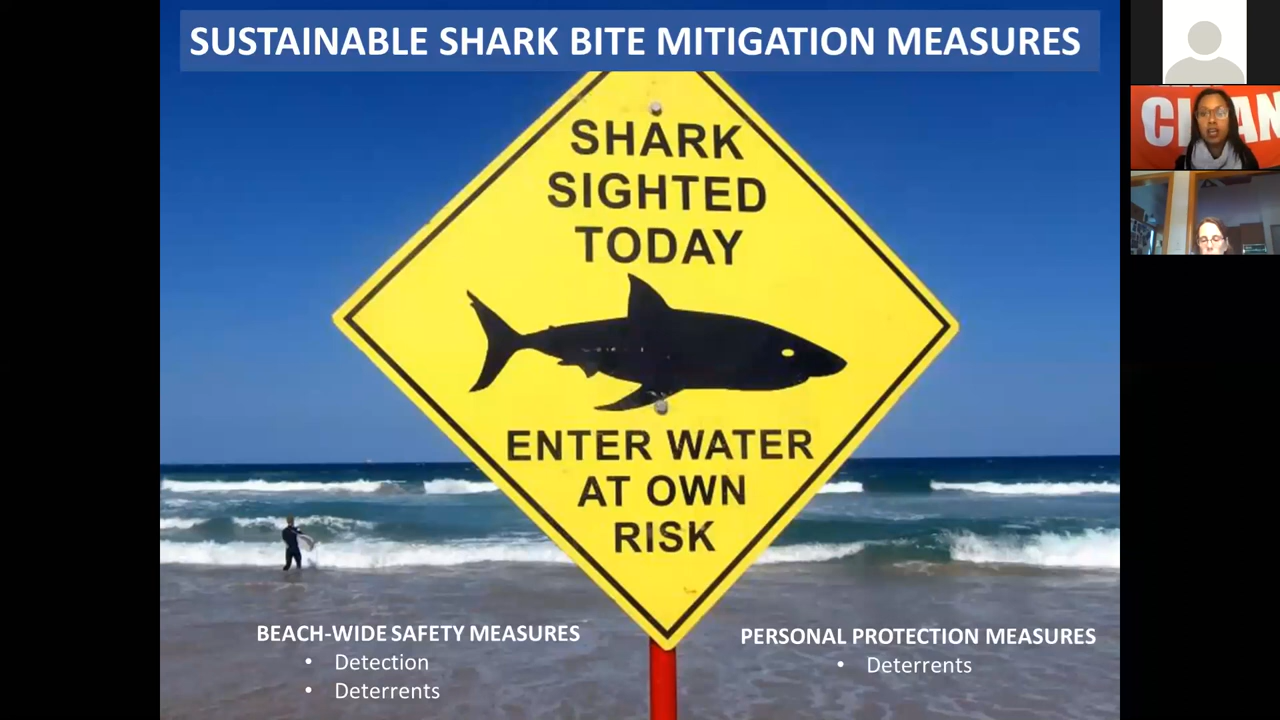 SUSTAINABLE SHARK BITE MITIGATION MEASURES
SHARK
SIGHTED
TODAY
ENTER WATER
AT OWN
RISK
BEACH-WIDE SAFETY MEASURES
• Detection
• Deterrents
PERSONAL PROTECTION MEASURES
• Deterrents